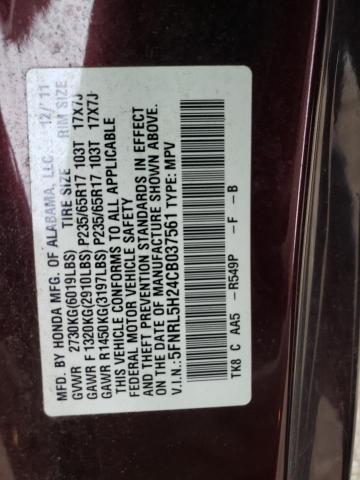 MFD. BY HONDA MFG. OF ALABAMA, LLC. 12/11
TIRE SIZE RIM SIZE
GVWR 2730KG(6019LBS)
GAWR F 1320KG(2910LBS) P235/65R17 103T 17X7J
GAWR R1450KG(3197LBS) P235/65R17 103T 17X7J
THIS VEHICLE CONFORMS TO ALL APPLICABLE
FEDERAL MOTOR VEHICLE SAFETY
AND THEFT PREVENTION STANDARDS IN EFFECT
ON THE DATE OF MANUFACTURE SHOWN ABOVE.
V.I.N.: 5FNRL5H24CB037561 TYPE: MPV
TK8 C AA5 - R549P - F - B